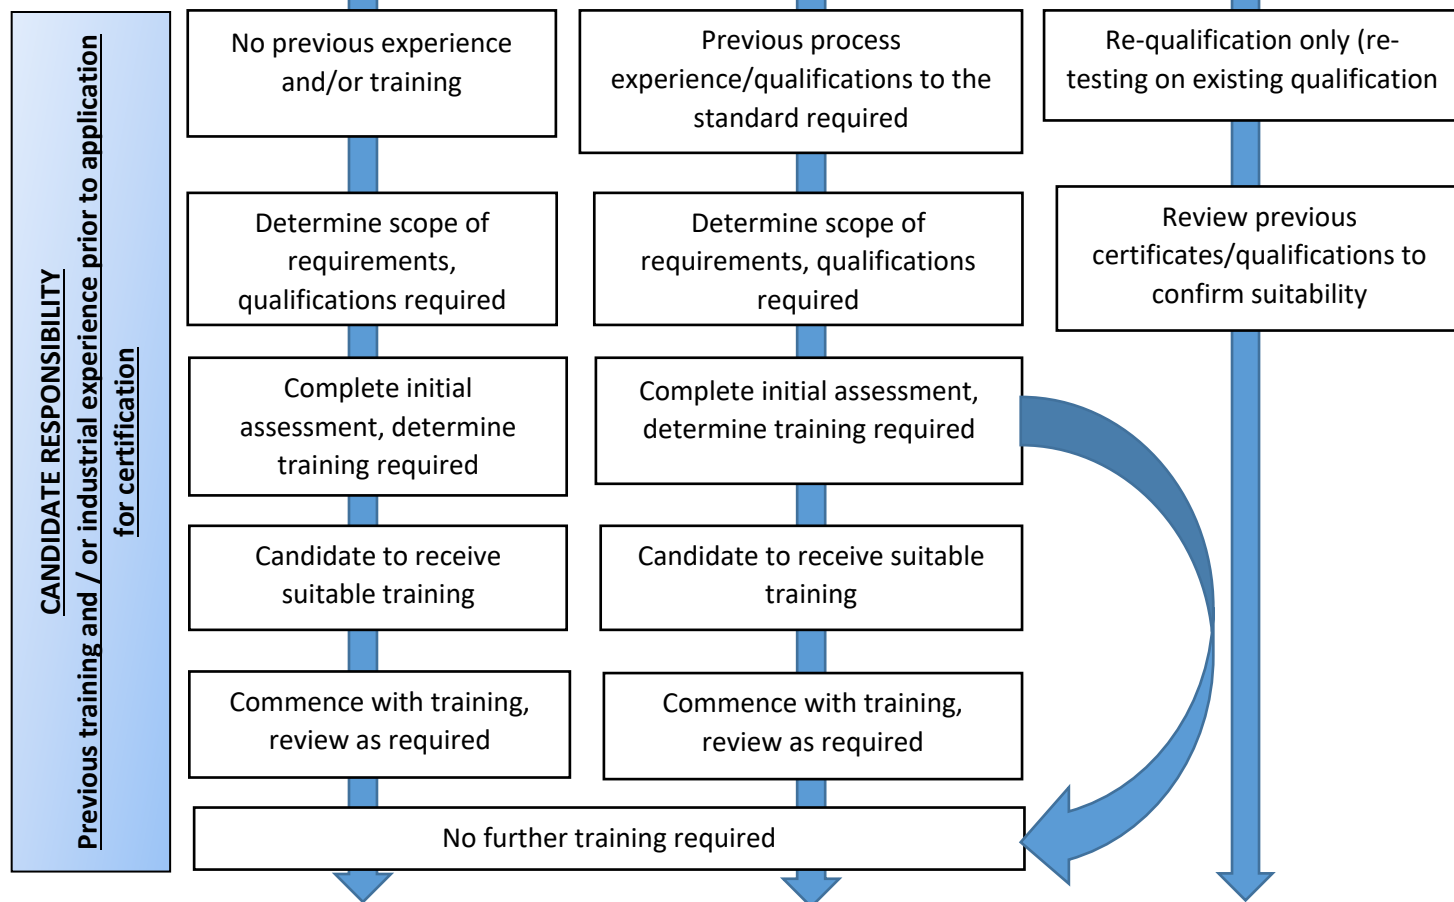 CANDIDATE RESPONSIBILITY
Previous training and / or industrial experience prior to application
for certification
No previous experience
and/or training
Previous process
experience/qualifications to the
standard required
Re-qualification only (re-
testing on existing qualification
Determine scope of
requirements,
qualifications required
Determine scope of
requirements, qualifications
required
Review previous
certificates/qualifications to
confirm suitability
Complete initial
assessment, determine
training required
Complete initial assessment,
determine training required
Candidate to receive
suitable training
Candidate to receive suitable
training
Commence with training,
review as required
Commence with training,
review as required
No further training required